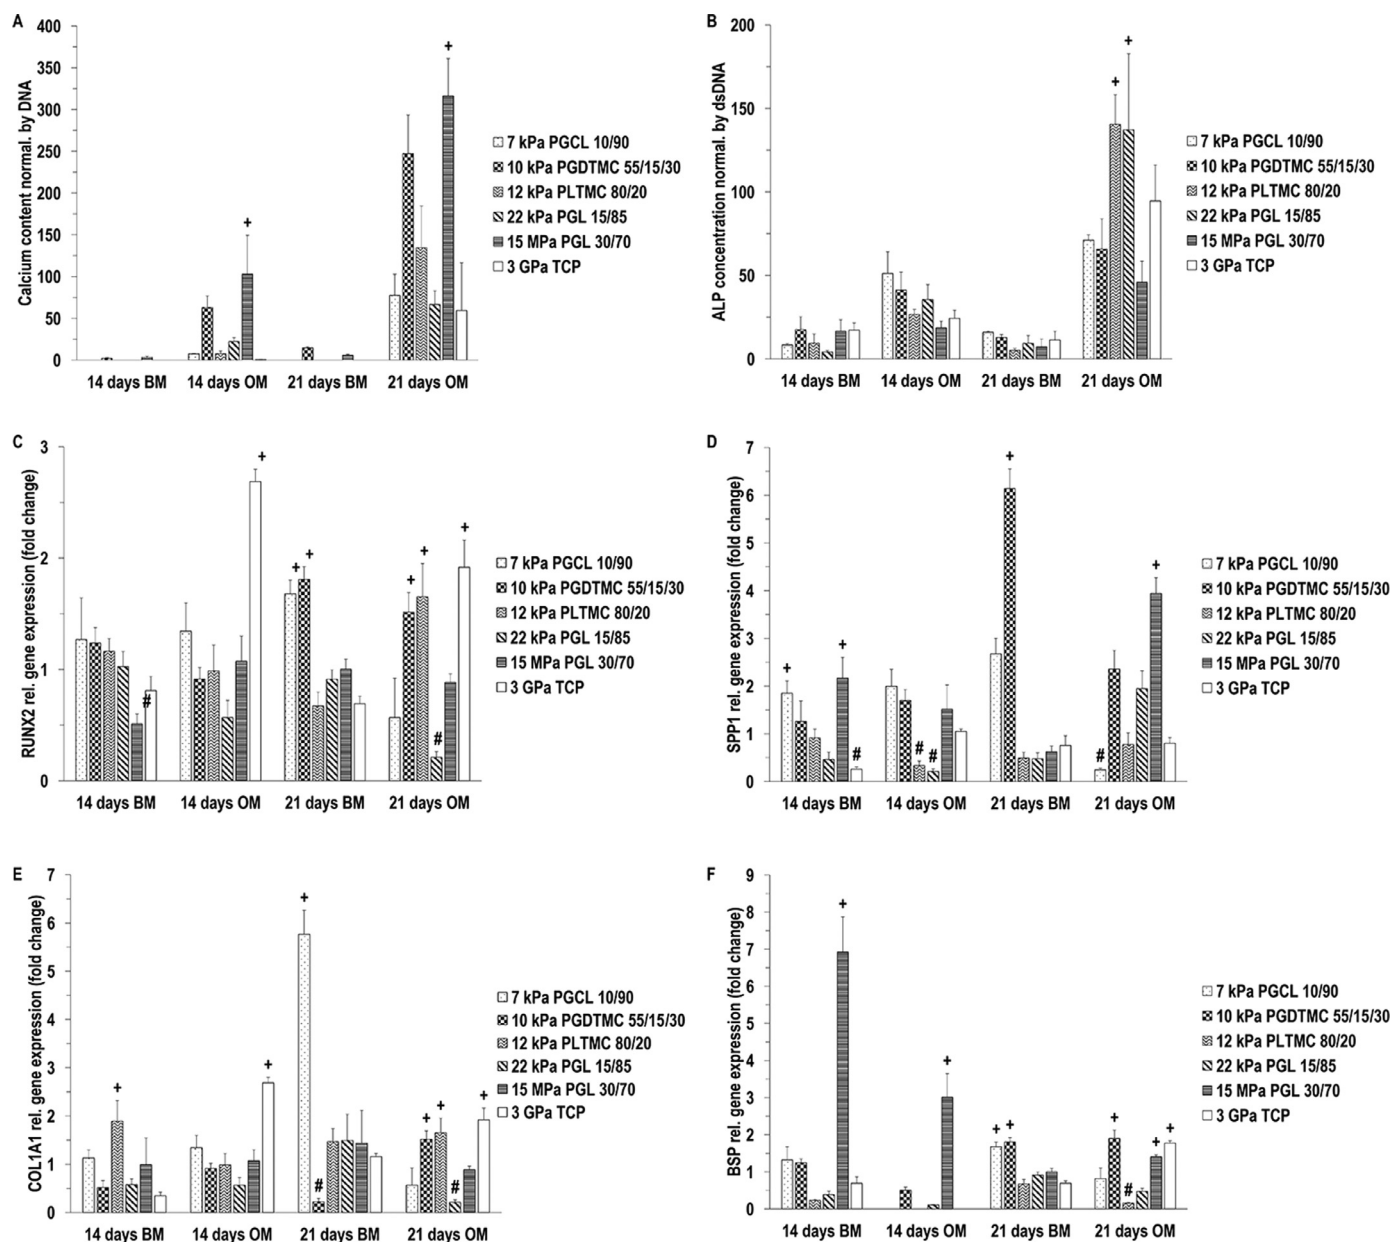 A
Calcium content normal. by DNA
400
350
300
250
200
150
100
50
0
+
+
14 days BM
14 days OM
21 days BM
21 days OM
7 kPa PGCL 10/90
10 kPa PGDTMC 55/15/30
12 kPa PLTMC 80/20
22 kPa PGL 15/85
15 MPa PGL 30/70
3 GPa TCP
B
ALP concentration normal. by dsDNA
200
150
100
50
0
+
+
14 days BM
14 days OM
21 days BM
21 days OM
7 kPa PGCL 10/90
10 kPa PGDTMC 55/15/30
12 kPa PLTMC 80/20
22 kPa PGL 15/85
15 MPa PGL 30/70
3 GPa TCP
C
RUNX2 rel. gene expression (fold change)
3
2
1
0
#
+
+ +
+ + # +
14 days BM
14 days OM
21 days BM
21 days OM
7 kPa PGCL 10/90
10 kPa PGDTMC 55/15/30
12 kPa PLTMC 80/20
22 kPa PGL 15/85
15 MPa PGL 30/70
3 GPa TCP
D
SPP1 rel. gene expression (fold change)
7
6
5
4
3
2
1
0
+ + #
# #
+
# +
14 days BM
14 days OM
21 days BM
21 days OM
7 kPa PGCL 10/90
10 kPa PGDTMC 55/15/30
12 kPa PLTMC 80/20
22 kPa PGL 15/85
15 MPa PGL 30/70
3 GPa TCP
E
COL1A1 rel. gene expression (fold change)
7
6
5
4
3
2
1
0
+
+
+ #
+ + # +
14 days BM
14 days OM
21 days BM
21 days OM
7 kPa PGCL 10/90
10 kPa PGDTMC 55/15/30
12 kPa PLTMC 80/20
22 kPa PGL 15/85
15 MPa PGL 30/70
3 GPa TCP
F
BSP rel. gene expression (fold change)
9
8
7
6
5
4
3
2
1
0
+
+
+ +
+ # + +
14 days BM
14 days OM
21 days BM
21 days OM
7 kPa PGCL 10/90
10 kPa PGDTMC 55/15/30
12 kPa PLTMC 80/20
22 kPa PGL 15/85
15 MPa PGL 30/70
3 GPa TCP